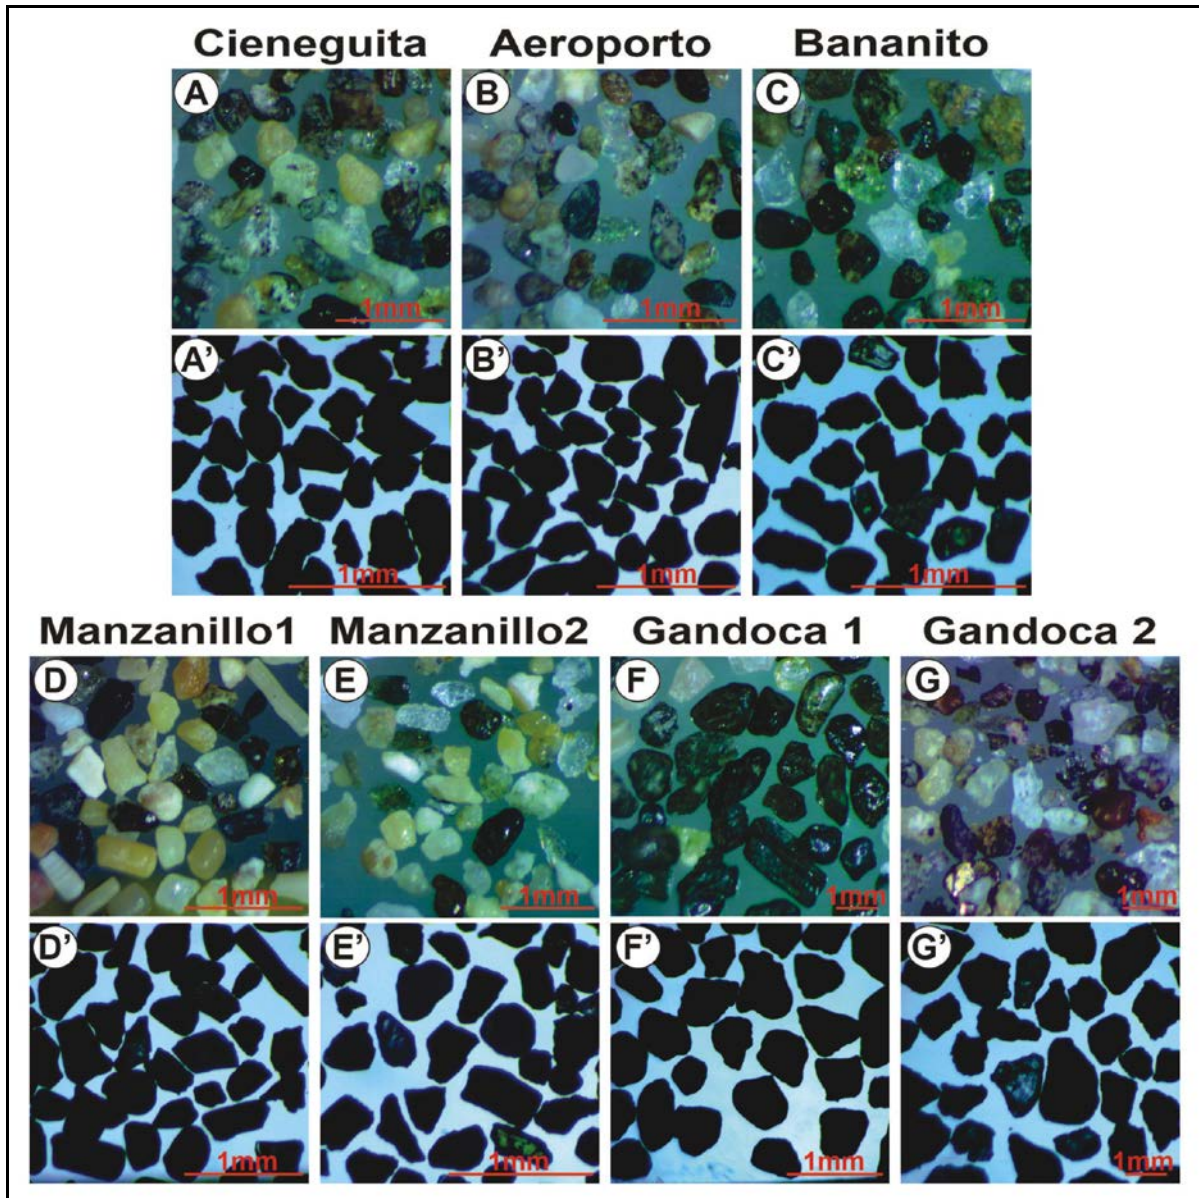 Cieneguita Aeroporto Bananito
A B C
1mm 1mm 1mm
A' B' C'
1mm 1mm 1mm
Manzanillo1 Manzanillo2 Gandoca 1 Gandoca 2
D E F G
1mm 1mm 1mm 1mm
D' E' F' G'
1mm 1mm 1mm 1mm